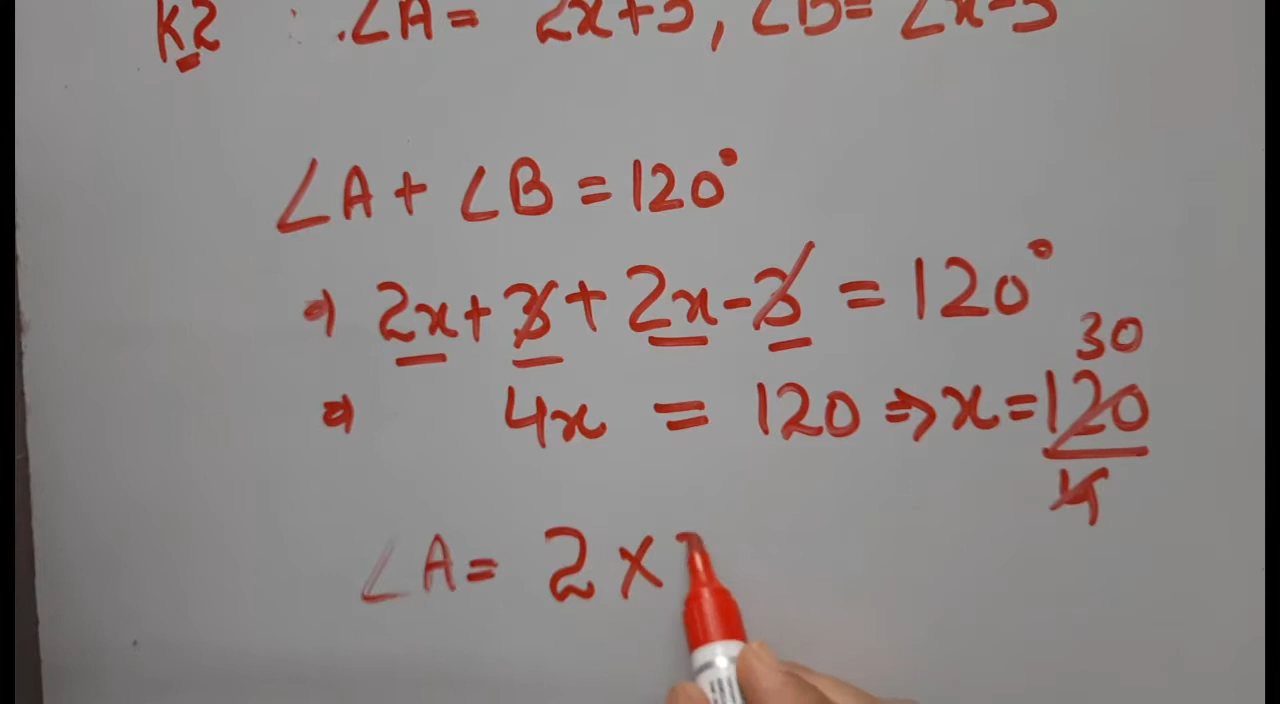 K2 : . ∠A = 2x+3, ∠B = 2x-3
∠A + ∠B = 120°
⇒ 2x + 3 + 2x - 3 = 120°
30
⇒ 4x = 120 ⇒ x = 120
4
∠A = 2 ×